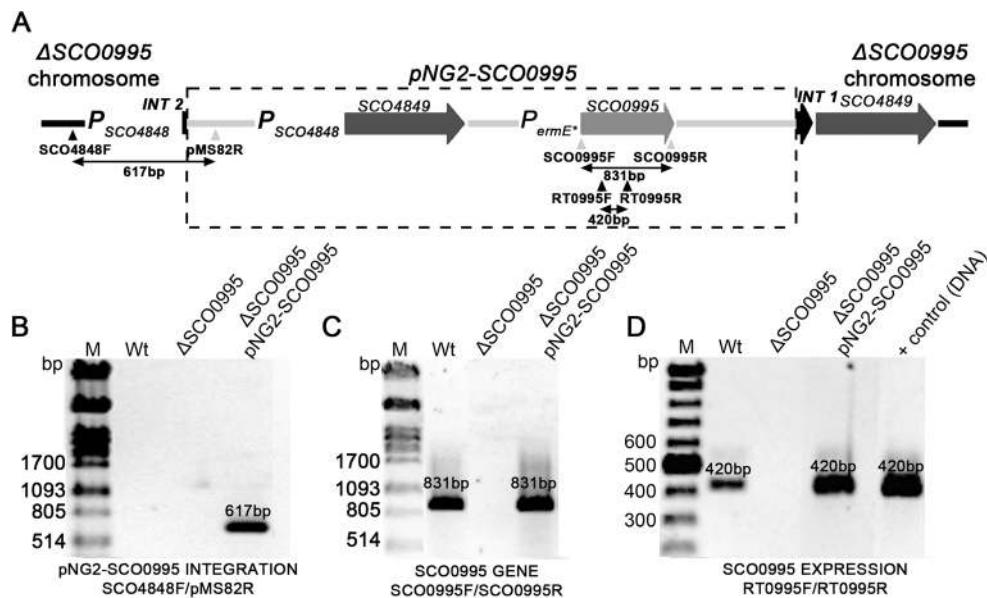 A
ΔSCO0995 chromosome
pNG2-SCO0995
ΔSCO0995 chromosome
INT 2
P SCO4848
P SCO4848
SCO4849
P ermE*
SCO0995
INT 1
SCO4849
SCO4848F
pMS82R
617bp
SCO0995F
SCO0995R
831bp
RT0995F
RT0995R
420bp
B
bp
M
Wt
ΔSCO0995
ΔSCO0995 pNG2-SCO0995
1700
1093
805
514
617bp
pNG2-SCO0995 INTEGRATION
SCO4848F/pMS82R
C
bp
M
Wt
ΔSCO0995
ΔSCO0995 pNG2-SCO0995
1700
1093
805
514
831bp
831bp
SCO0995 GENE
SCO0995F/SCO0995R
D
bp
M
Wt
ΔSCO0995
ΔSCO0995 pNG2-SCO0995
+ control (DNA)
600
500
400
300
420bp
420bp
420bp
SCO0995 EXPRESSION
RT0995F/RT0995R